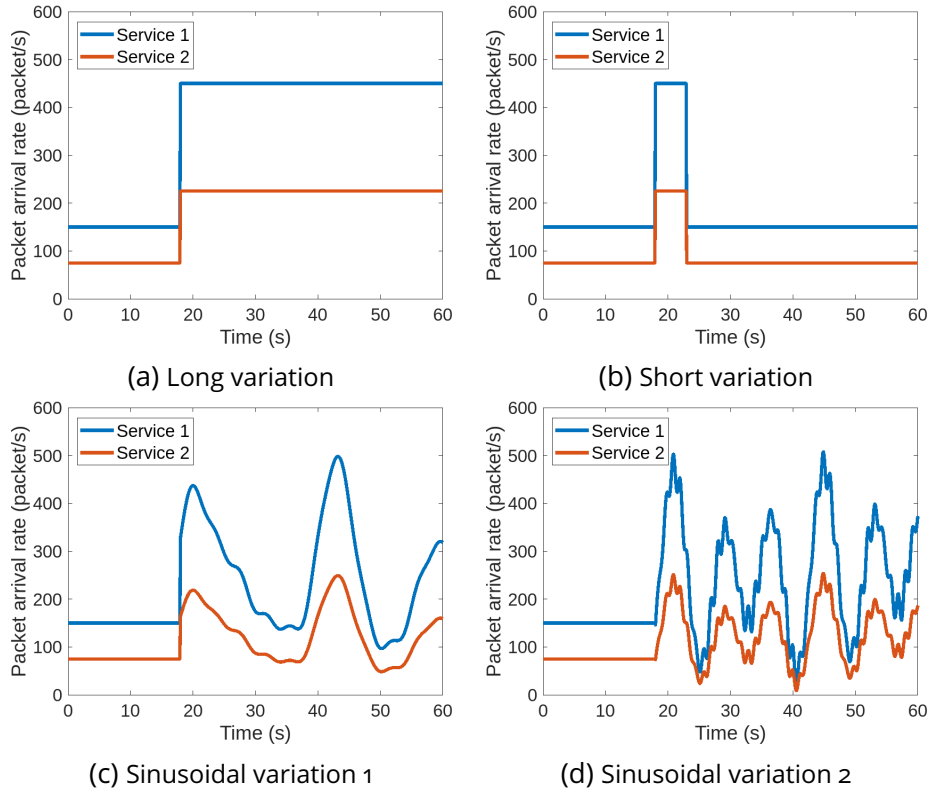 Packet arrival rate (packet/s)
600
500
400
300
200
100
0
Service 1
Service 2
0 10 20 30 40 50 60
Time (s)
(a) Long variation
Packet arrival rate (packet/s)
600
500
400
300
200
100
0
Service 1
Service 2
0 10 20 30 40 50 60
Time (s)
(b) Short variation
Packet arrival rate (packet/s)
600
500
400
300
200
100
0
Service 1
Service 2
0 10 20 30 40 50 60
Time (s)
(c) Sinusoidal variation 1
Packet arrival rate (packet/s)
600
500
400
300
200
100
0
Service 1
Service 2
0 10 20 30 40 50 60
Time (s)
(d) Sinusoidal variation 2